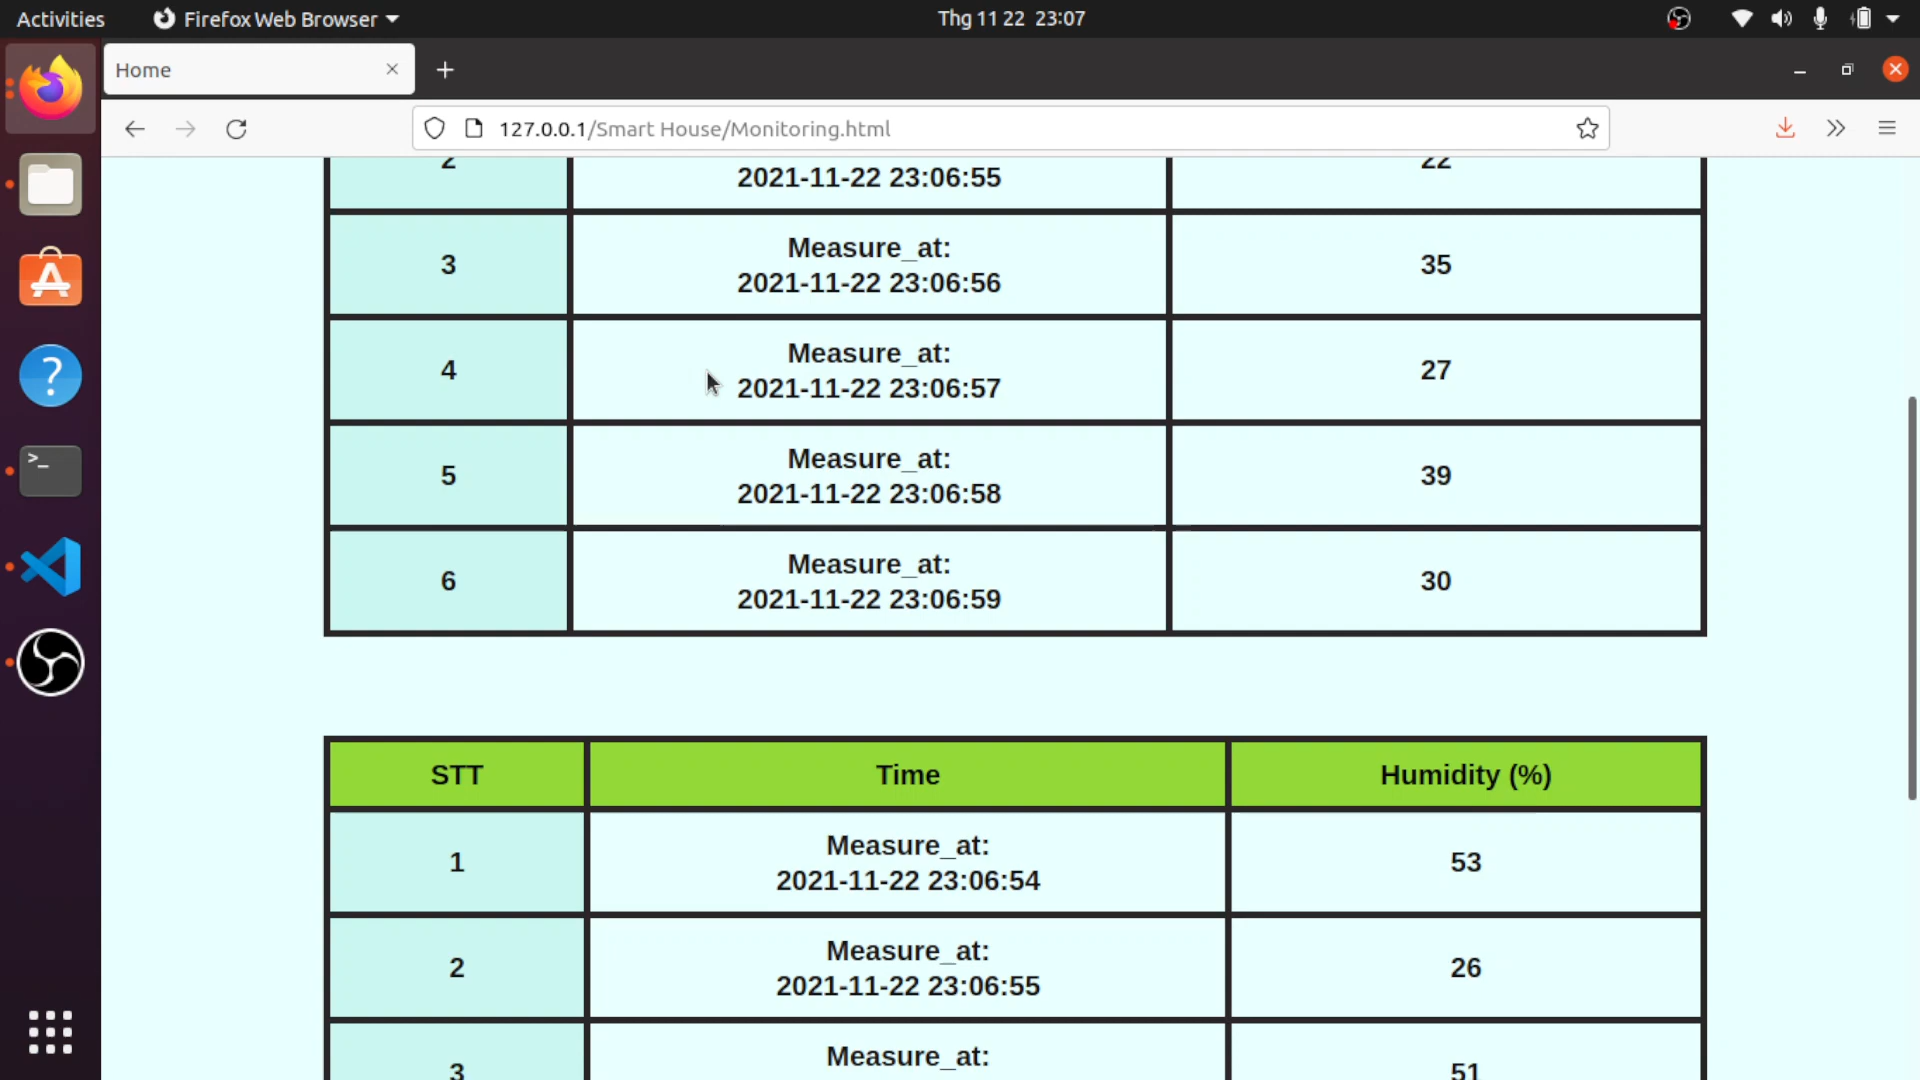 Activities
Firefox Web Browser
Thg 11 22 23:07
Home
127.0.0.1/Smart House/Monitoring.html
2
2021-11-22 23:06:55
22
3
Measure_at:
2021-11-22 23:06:56
35
4
Measure_at:
2021-11-22 23:06:57
27
5
Measure_at:
2021-11-22 23:06:58
39
6
Measure_at:
2021-11-22 23:06:59
30
STT
Time
Humidity (%)
1
Measure_at:
2021-11-22 23:06:54
53
2
Measure_at:
2021-11-22 23:06:55
26
3
Measure_at:
51